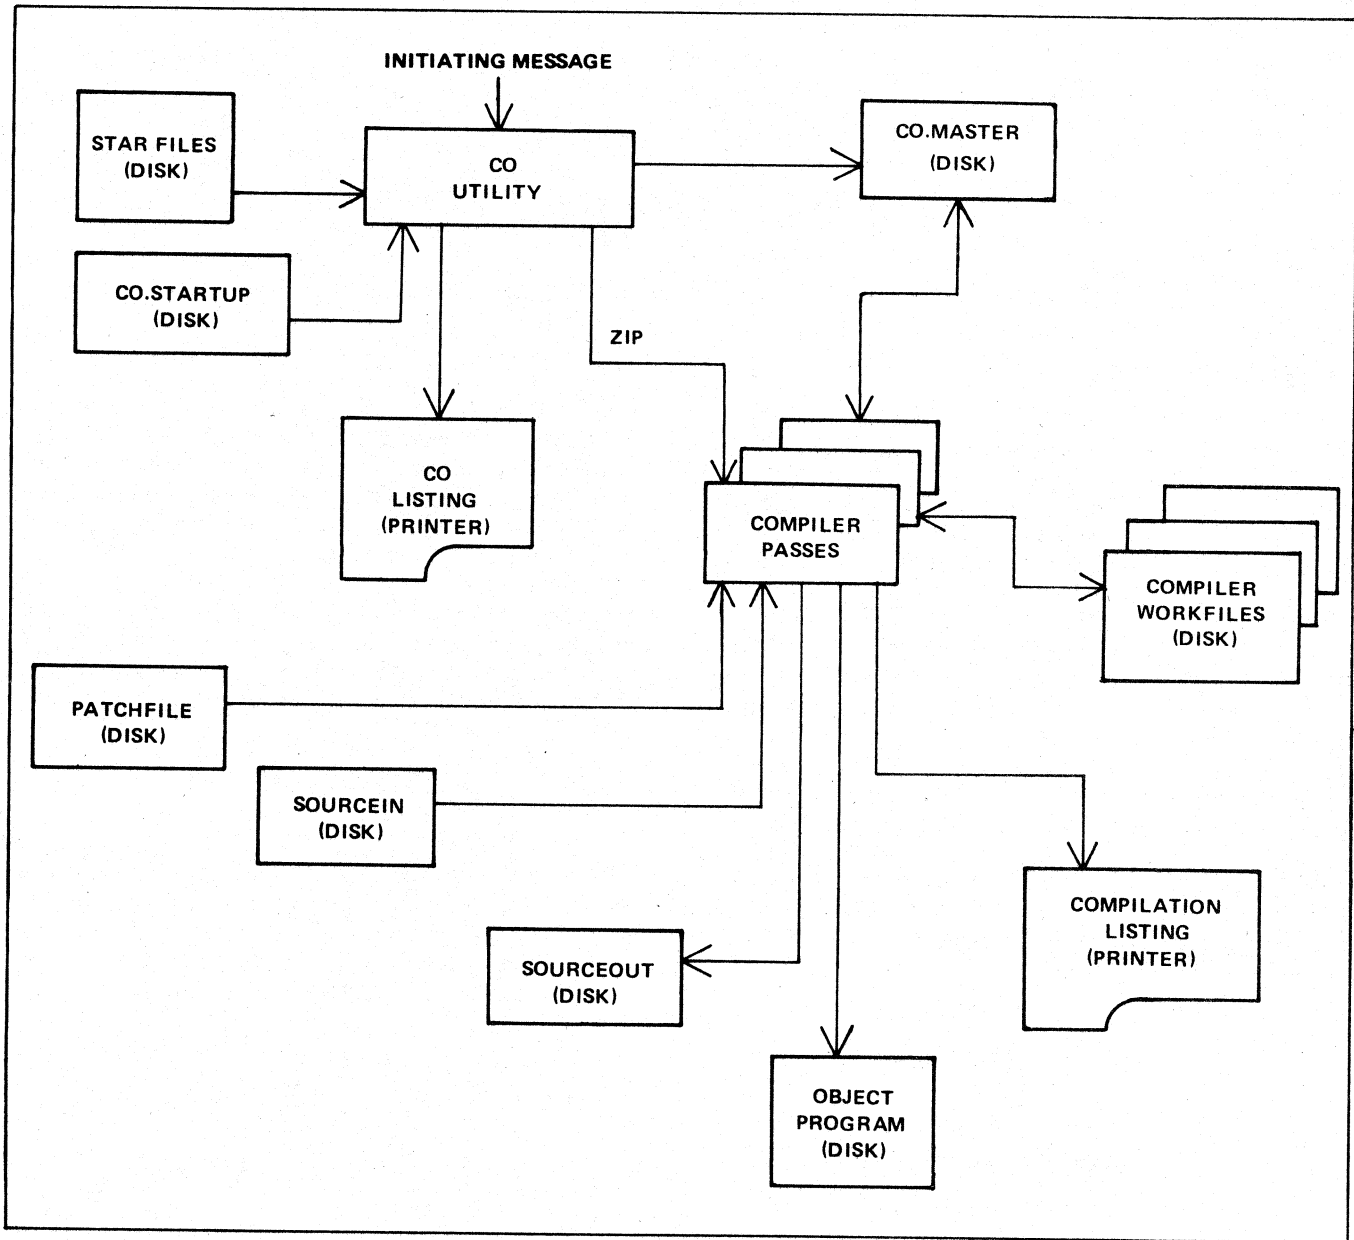 INITIATING MESSAGE
STAR FILES
(DISK)
CO
UTILITY
CO.MASTER
(DISK)
CO.STARTUP
(DISK)
ZIP
CO
LISTING
(PRINTER)
COMPILER
PASSES
COMPILER
WORKFILES
(DISK)
PATCHFILE
(DISK)
SOURCEIN
(DISK)
COMPILATION
LISTING
(PRINTER)
SOURCEOUT
(DISK)
OBJECT
PROGRAM
(DISK)